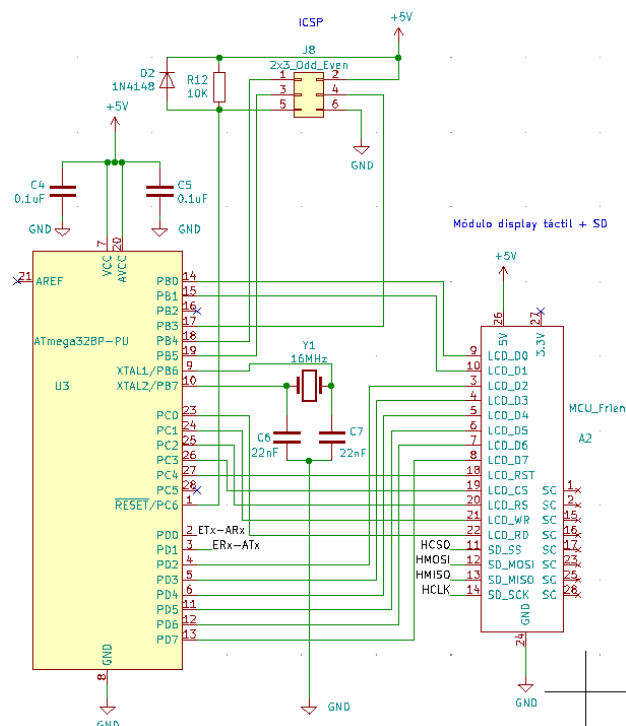 ICSP
+5V
J8
2x3_Odd_Even
D2
1N4148
R12
10K
1 2
3 4
5 6
GND
+5V
C4
0.1uF
C5
0.1uF
GND
GND
Módulo display táctil + SD
+5V
7
20
VCC
AVCC
21
AREF
ATmega328P-PU
U3
PB0 14
PB1 15
PB2 16
PB3 17
PB4 18
PB5 19
XTAL1/PB6 9
XTAL2/PB7 10
PC0 23
PC1 24
PC2 25
PC3 26
PC4 27
PC5 28
RESET/PC6 1
PD0 2 ETx-ARx
PD1 3 ERx-ATx
PD2 4
PD3 5
PD4 6
PD5 11
PD6 12
PD7 13
GND
8
GND
Y1
16MHz
C6
22nF
C7
22nF
GND
26
27
5V
3.3V
9 LCD_D0
10 LCD_D1
3 LCD_D2
4 LCD_D3
5 LCD_D4
6 LCD_D5
7 LCD_D6
8 LCD_D7
18 LCD_RST
19 LCD_CS
20 LCD_RS
21 LCD_WR
22 LCD_RD
HCSO 11 SD_SS
HMOSI 12 SD_MOSI
HMISO 13 SD_MISO
HCLK 14 SD_SCK
MCU_Frien
A2
SC 1
SC 2
SC 15
SC 16
SC 17
SC 23
SC 25
SC 28
GND
24
GND